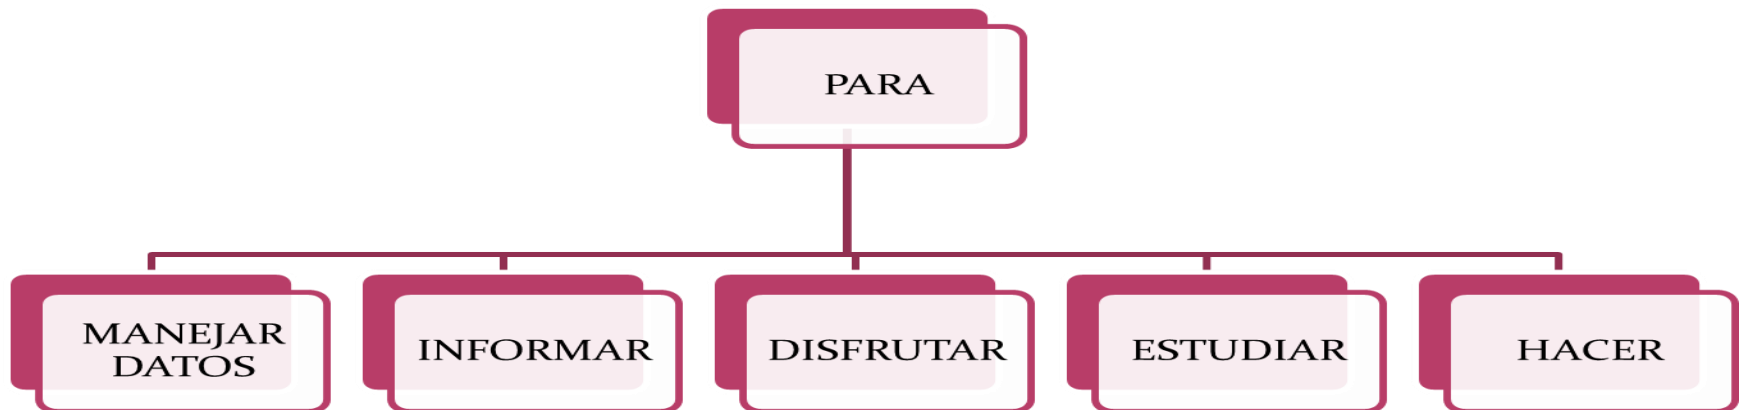 PARA
MANEJAR
DATOS
INFORMAR
DISFRUTAR
ESTUDIAR
HACER